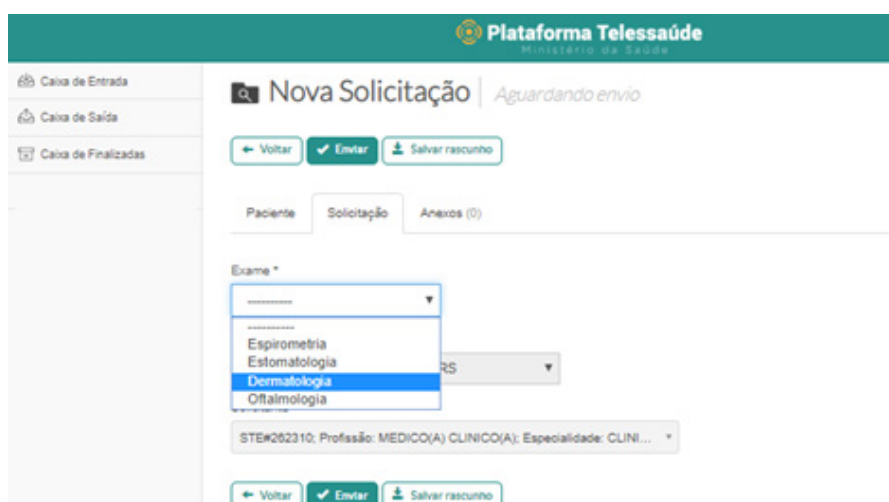 Plataforma Telessaúde
Ministério da Saúde
Caixa de Entrada
Caixa de Saída
Caixa de Finalizadas
Nova Solicitação | Aguardando envio
Voltar Enviar Salvar rascunho
Paciente Solicitação Anexos (0)
Exame *
----------
----------
Espirometria
Estomatologia
RS
Dermatologia
Oftalmologia
STE#262310; Profissão: MEDICO(A) CLINICO(A); Especialidade: CLINI...
Voltar Enviar Salvar rascunho